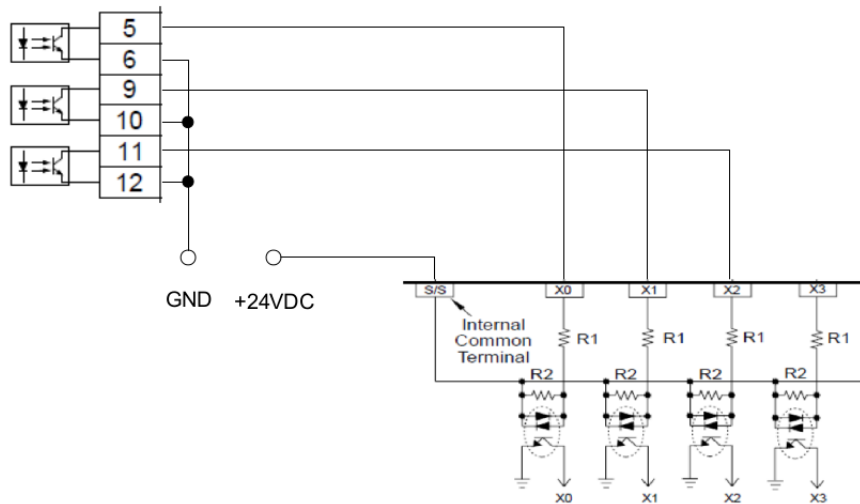 5
6
9
10
11
12
GND +24VDC
S/S X0 X1 X2 X3
Internal
Common
Terminal
R1 R1 R1 R1
R2 R2 R2 R2
X0 X1 X2 X3